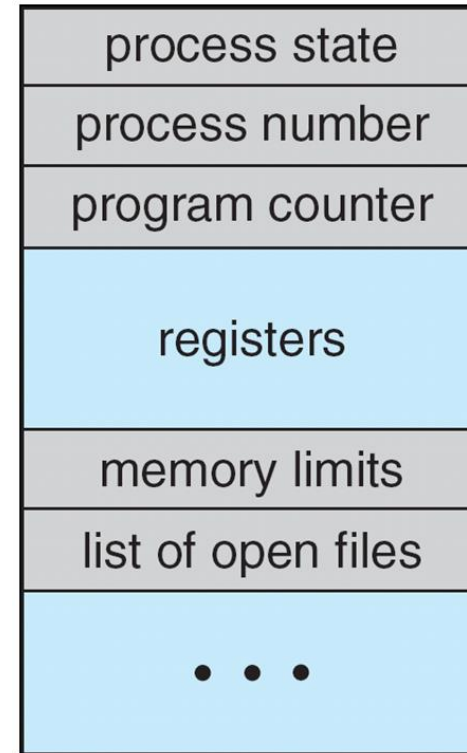 process state
process number
program counter
registers
memory limits
list of open files
• • •